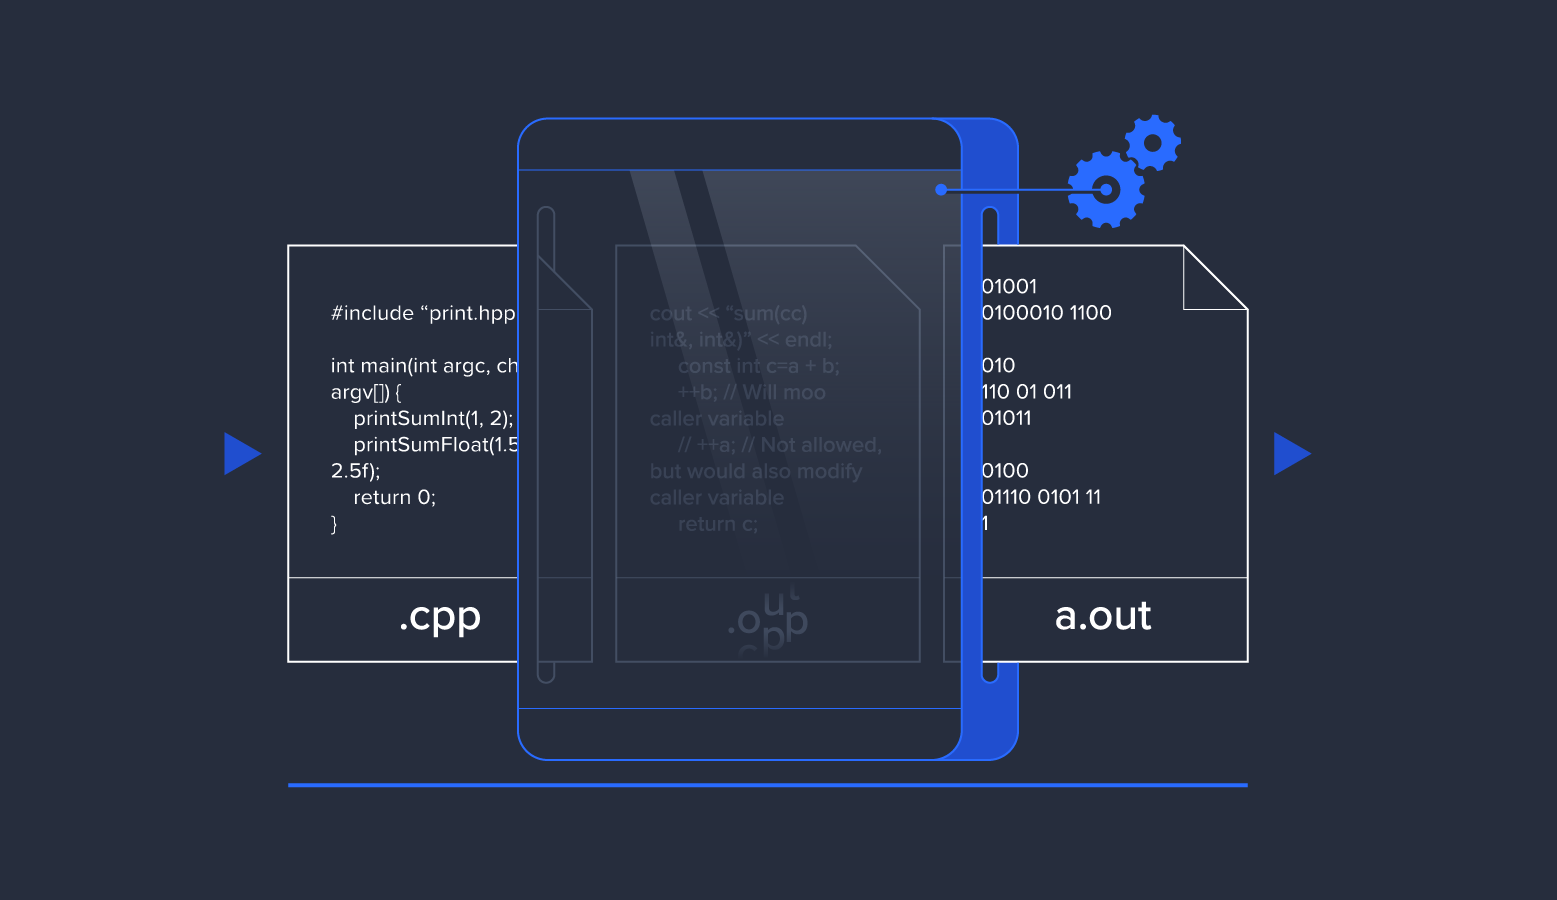 #include “print.hpp
int main(int argc, ch
argv[]) {
printSumInt(1, 2);
printSumFloat(1.5
2.5f);
return 0;
}
.cpp
cout << “sum(cc)
int&, int&)” << endl;
const int c=a + b;
++b; // Will moo
caller variable
// ++a; // Not allowed,
but would also modify
caller variable
return c;
01001
0100010 1100
010
110 01 011
01011
0100
01110 0101 11
1
a.out